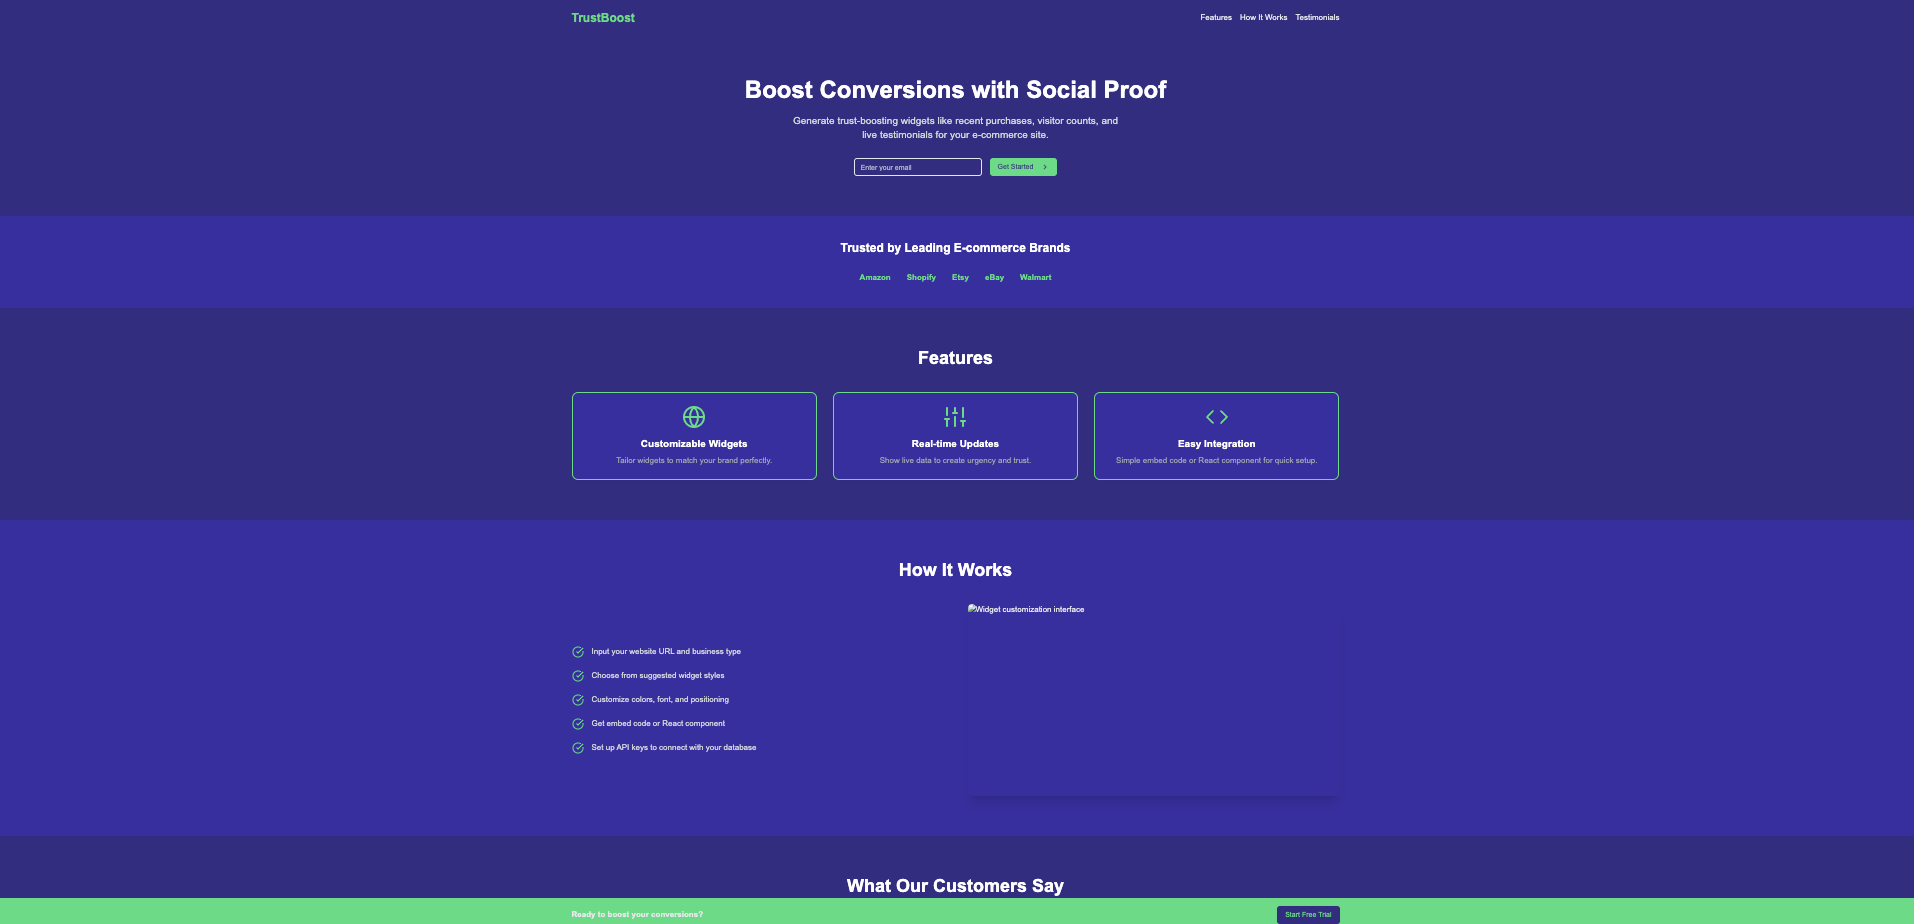 TrustBoost
Features How It Works Testimonials
Boost Conversions with Social Proof
Generate trust-boosting widgets like recent purchases, visitor counts, and
live testimonials for your e-commerce site.
Enter your email
Get Started
Trusted by Leading E-commerce Brands
Amazon Shopify Etsy eBay Walmart
Features
Customizable Widgets
Tailor widgets to match your brand perfectly.
Real-time Updates
Show live data to create urgency and trust.
Easy Integration
Simple embed code or React component for quick setup.
How It Works
Input your website URL and business type
Choose from suggested widget styles
Customize colors, font, and positioning
Get embed code or React component
Set up API keys to connect with your database
Widget customization interface
What Our Customers Say
Ready to boost your conversions?
Start Free Trial